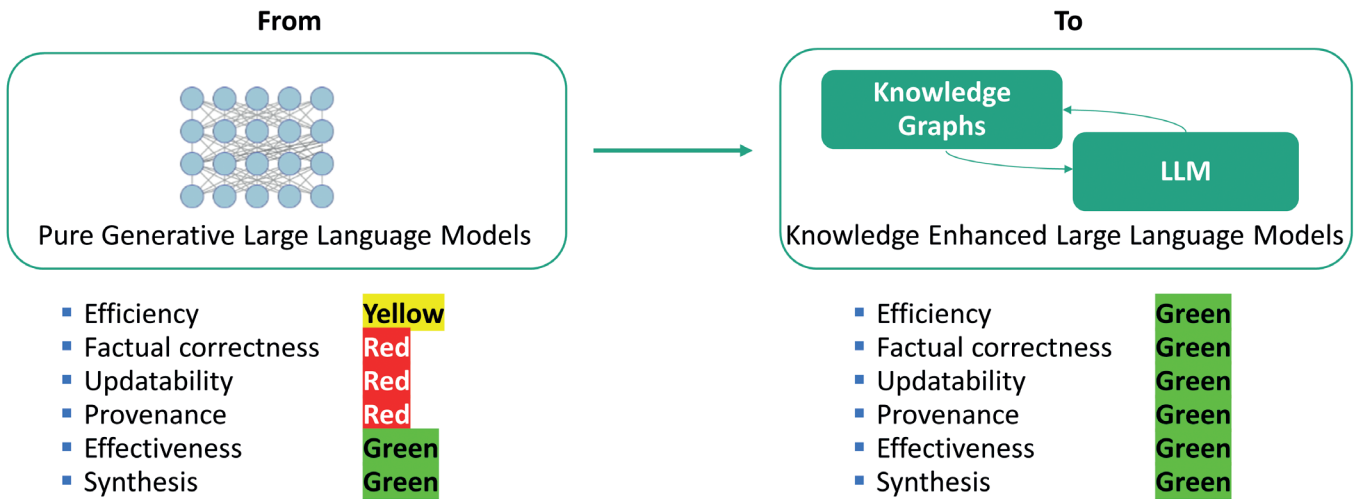 From
Pure Generative Large Language Models
Efficiency Yellow
Factual correctness Red
Updatability Red
Provenance Red
Effectiveness Green
Synthesis Green
To
Knowledge
Graphs
LLM
Knowledge Enhanced Large Language Models
Efficiency Green
Factual correctness Green
Updatability Green
Provenance Green
Effectiveness Green
Synthesis Green